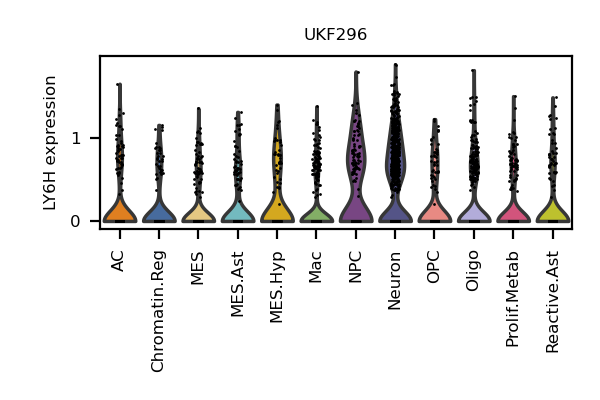 UKF296
LY6H expression
1
0
AC
Chromatin.Reg
MES
MES.Ast
MES.Hyp
Mac
NPC
Neuron
OPC
Oligo
Prolif.Metab
Reactive.Ast